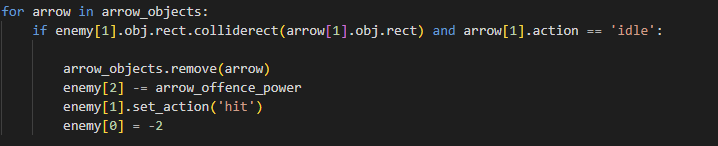 for arrow in arrow_objects:
    if enemy[1].obj.rect.colliderect(arrow[1].obj.rect) and arrow[1].action == 'idle':
        arrow_objects.remove(arrow)
        enemy[2] -= arrow_offence_power
        enemy[1].set_action('hit')
        enemy[0] = -2